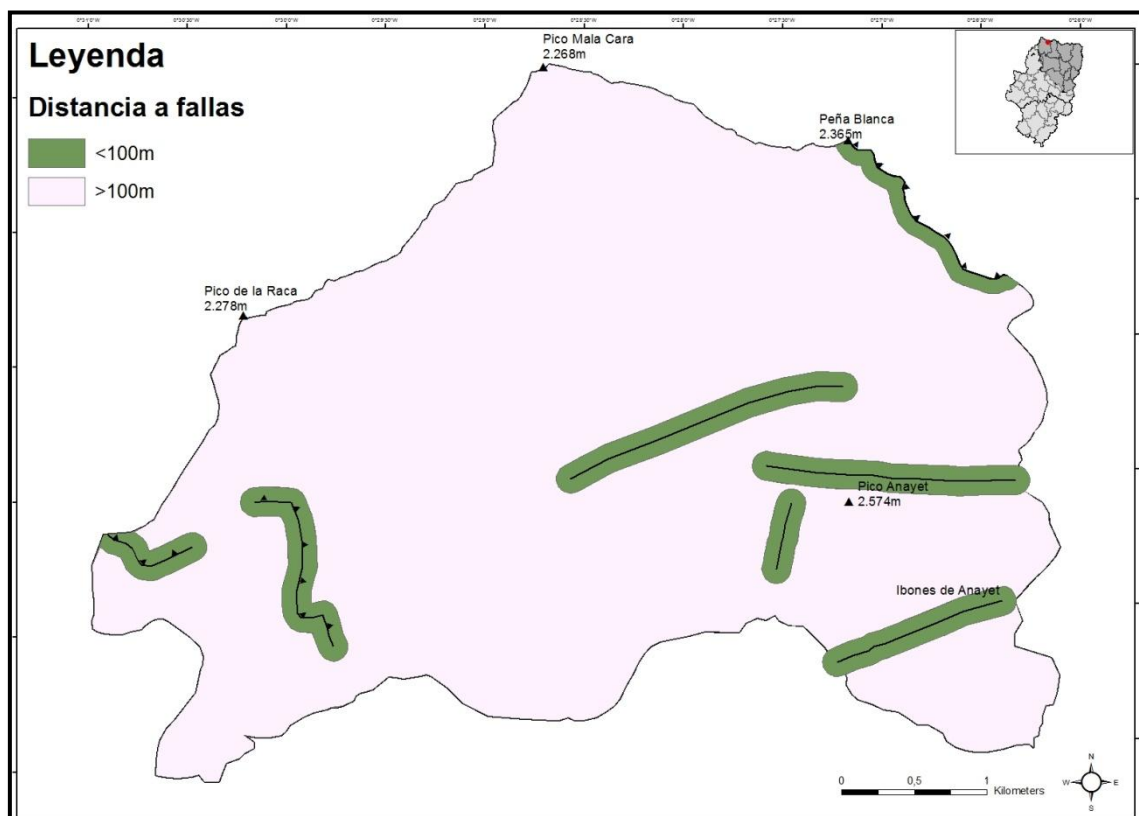 Leyenda
Distancia a fallas
<100m
>100m
Pico Mala Cara
2.268m
Peña Blanca
2.365m
Pico de la Raca
2.278m
Pico Anayet
2.574m
Ibones de Anayet
0 0,5 1
Kilometers
N
W E
S